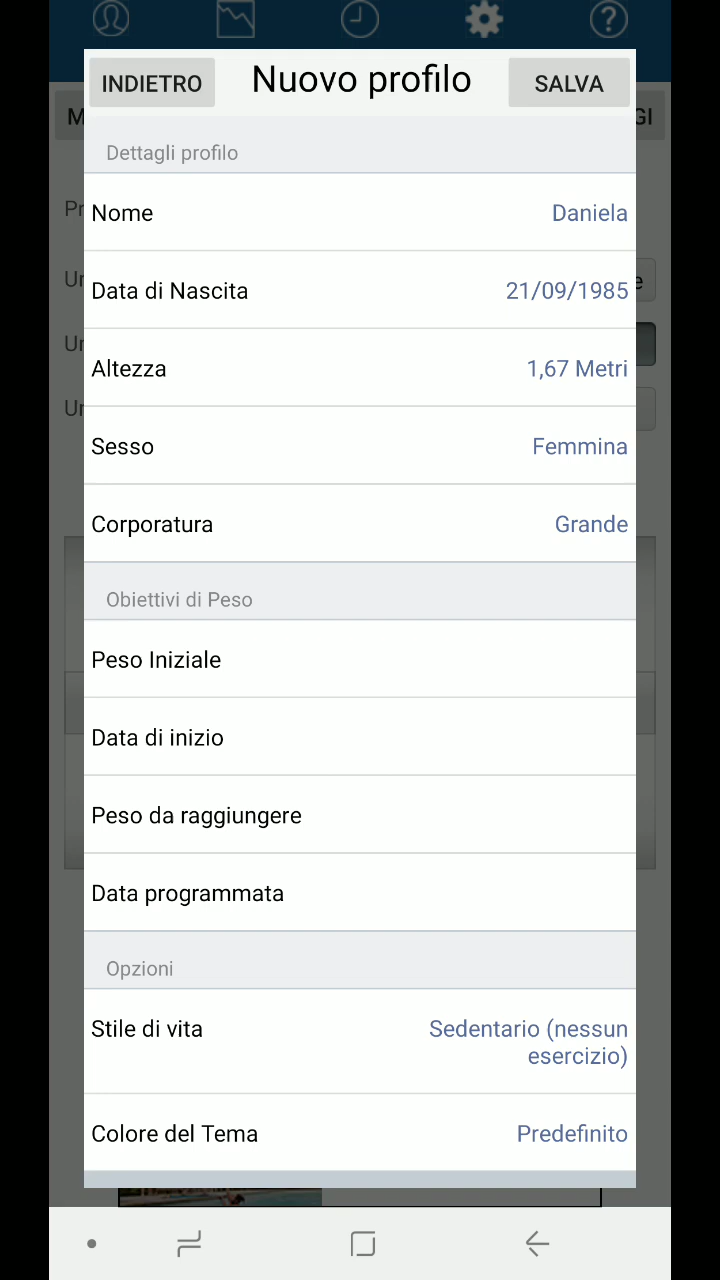 INDIETRO Nuovo profilo SALVA
M GI
Dettagli profilo
Pr
Nome Daniela
Data di Nascita 21/09/1985
Altezza 1,67 Metri
Sesso Femmina
Corporatura Grande
Obiettivi di Peso
Peso Iniziale
Data di inizio
Peso da raggiungere
Data programmata
Opzioni
Stile di vita Sedentario (nessun
esercizio)
Colore del Tema Predefinito